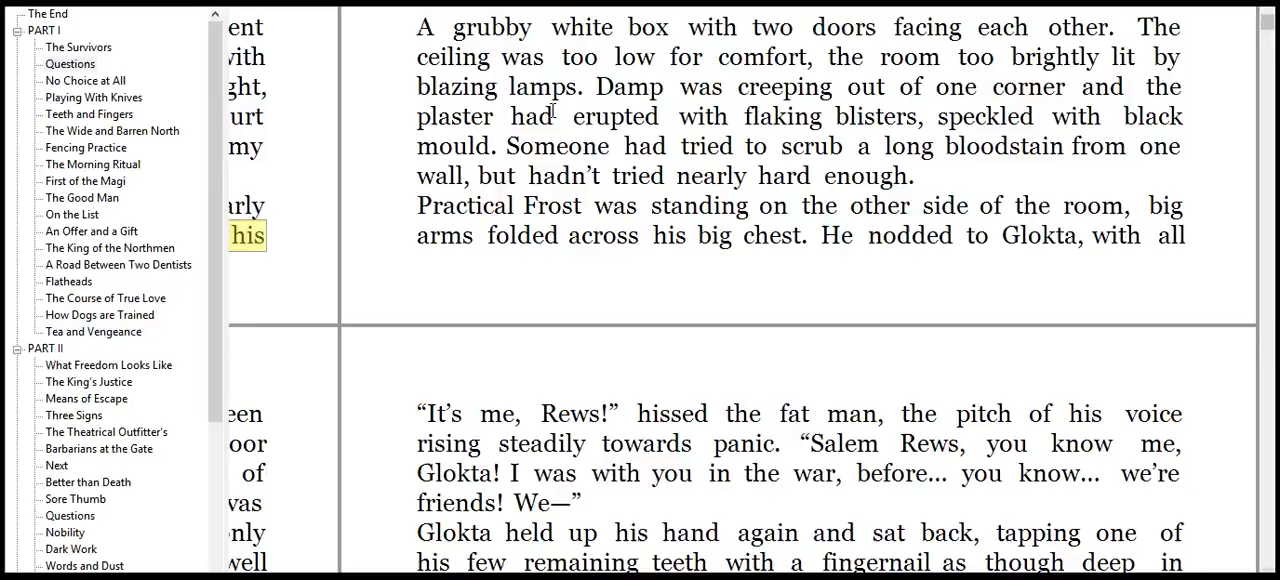 The End
PART I
The Survivors
Questions
No Choice at All
Playing With Knives
Teeth and Fingers
The Wide and Barren North
Fencing Practice
The Morning Ritual
First of the Magi
The Good Man
On the List
An Offer and a Gift
The King of the Northmen
A Road Between Two Dentists
Flatheads
The Course of True Love
How Dogs are Trained
Tea and Vengeance
PART II
What Freedom Looks Like
The King's Justice
Means of Escape
Three Signs
The Theatrical Outfitter's
Barbarians at the Gate
Next
Better than Death
Sore Thumb
Questions
Nobility
Dark Work
Words and Dust
my
his
of
A grubby white box with two doors facing each other. The
ceiling was too low for comfort, the room too brightly lit by
blazing lamps. Damp was creeping out of one corner and the
plaster had erupted with flaking blisters, speckled with black
mould. Someone had tried to scrub a long bloodstain from one
wall, but hadn't tried nearly hard enough.
Practical Frost was standing on the other side of the room, big
arms folded across his big chest. He nodded to Glokta, with all
“It's me, Rews!” hissed the fat man, the pitch of his voice
rising steadily towards panic. “Salem Rews, you know me,
Glokta! I was with you in the war, before… you know… we're
friends! We—”
Glokta held up his hand again and sat back, tapping one of
his few remaining teeth with a fingernail as though deep in